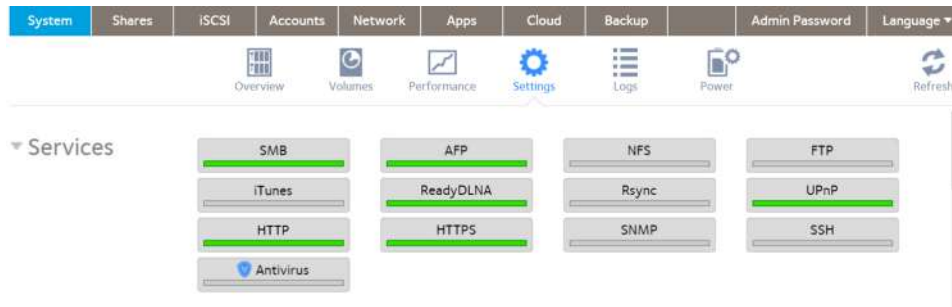 System Shares iSCSI Accounts Network Apps Cloud Backup Admin Password Language
Overview Volumes Performance Settings Logs Power Refresh
Services
SMB AFP NFS FTP
iTunes ReadyDLNA Rsync UPnP
HTTP HTTPS SNMP SSH
Antivirus